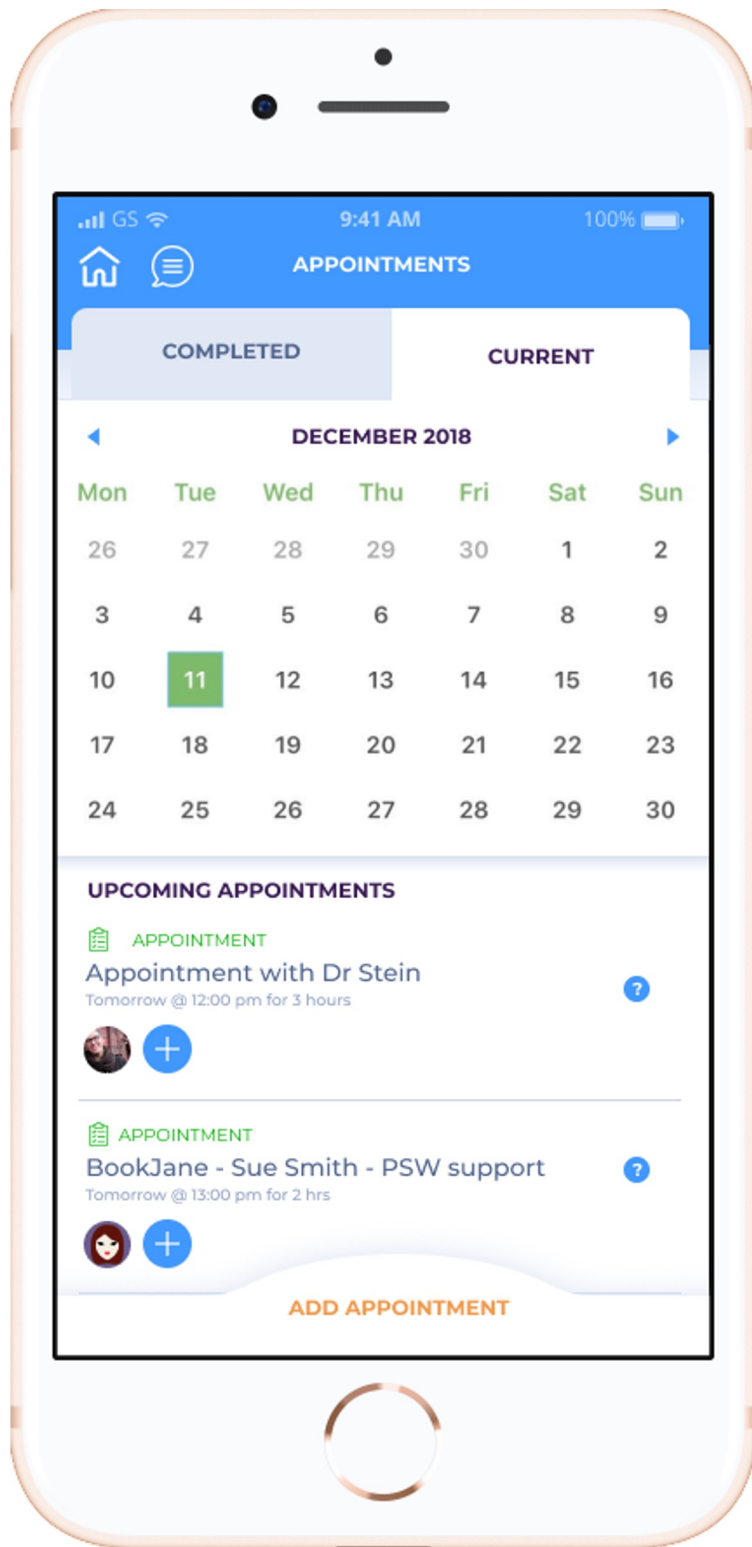 GS 9:41 AM 100%
APPOINTMENTS
COMPLETED CURRENT
DECEMBER 2018
Mon Tue Wed Thu Fri Sat Sun
26 27 28 29 30 1 2
3 4 5 6 7 8 9
10 11 12 13 14 15 16
17 18 19 20 21 22 23
24 25 26 27 28 29 30
UPCOMING APPOINTMENTS
APPOINTMENT
Appointment with Dr Stein
Tomorrow @ 12:00 pm for 3 hours
?
APPOINTMENT
BookJane - Sue Smith - PSW support
Tomorrow @ 13:00 pm for 2 hrs
?
ADD APPOINTMENT